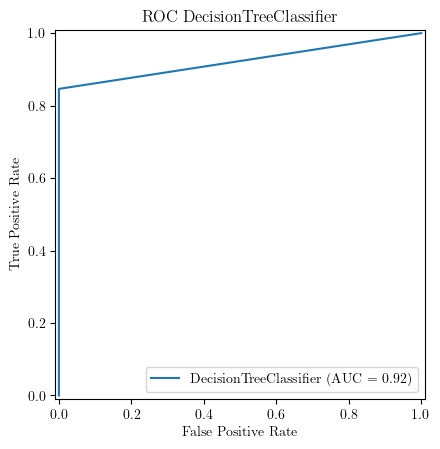 ROC DecisionTreeClassifier
1.0
0.8
0.6
0.4
0.2
0.0
True Positive Rate
DecisionTreeClassifier (AUC = 0.92)
0.0 0.2 0.4 0.6 0.8 1.0
False Positive Rate